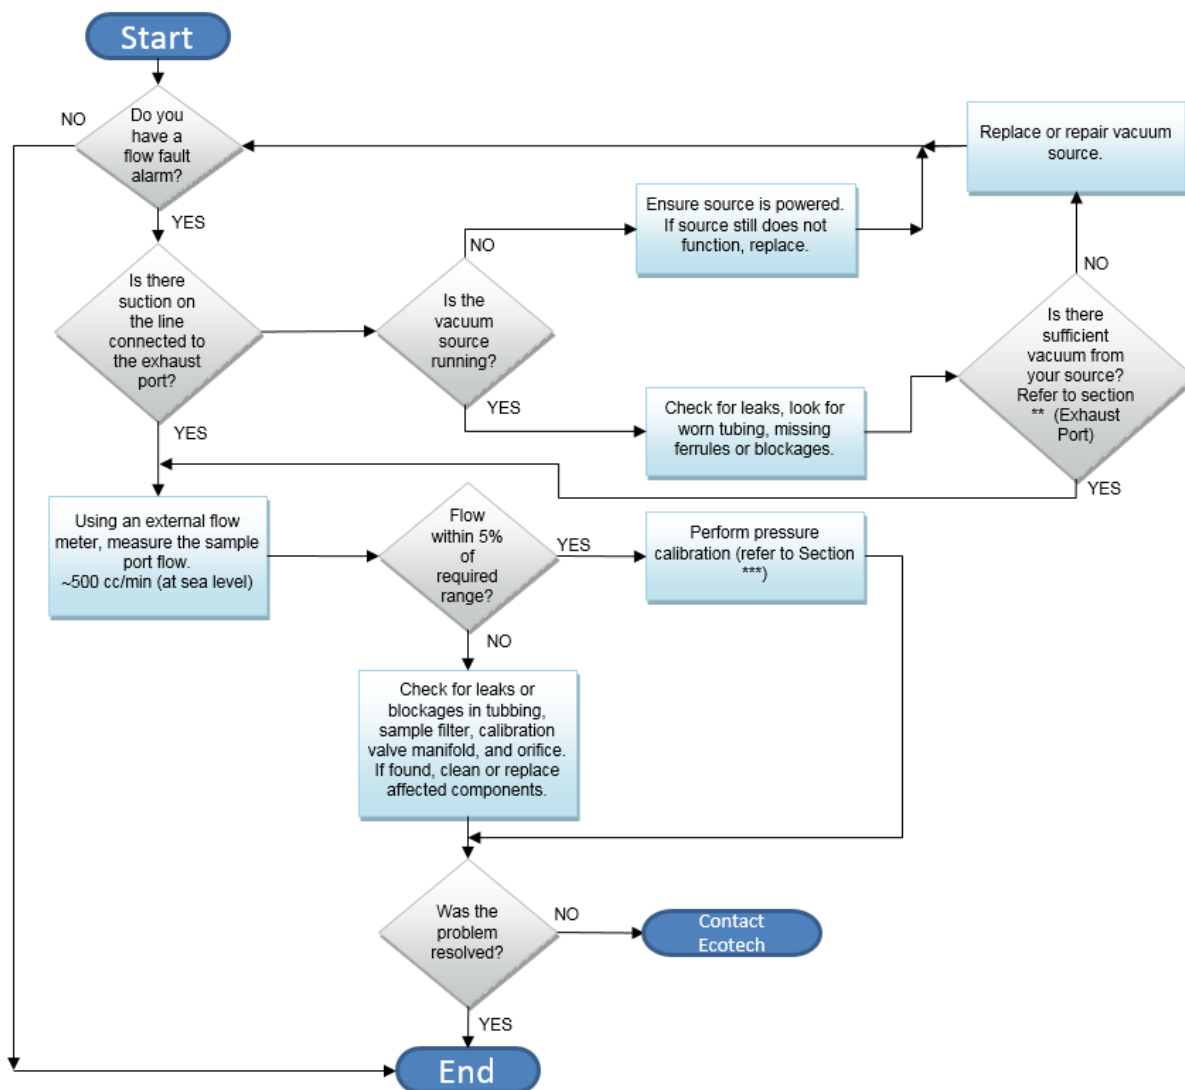 Start
NO
Do you
have a
flow fault
alarm?
YES
Replace or repair vacuum
source.
Ensure source is powered.
If source still does not
function, replace.
NO
NO
Is there
suction on
the line
connected to
the exhaust
port?
Is the
vacuum
source
running?
Is there
sufficient
vacuum from
your source?
Refer to section
** (Exhaust
Port)
YES
YES
Check for leaks, look for
worn tubing, missing
ferrules or blockages.
YES
Using an external flow
meter, measure the sample
port flow.
~500 cc/min (at sea level)
Flow
within 5%
of
required
range?
YES
Perform pressure
calibration (refer to Section
***)
NO
Check for leaks or
blockages in tubbing,
sample filter, calibration
valve manifold, and orifice.
If found, clean or replace
affected components.
Was the
problem
resolved?
NO
Contact
Ecotech
YES
End